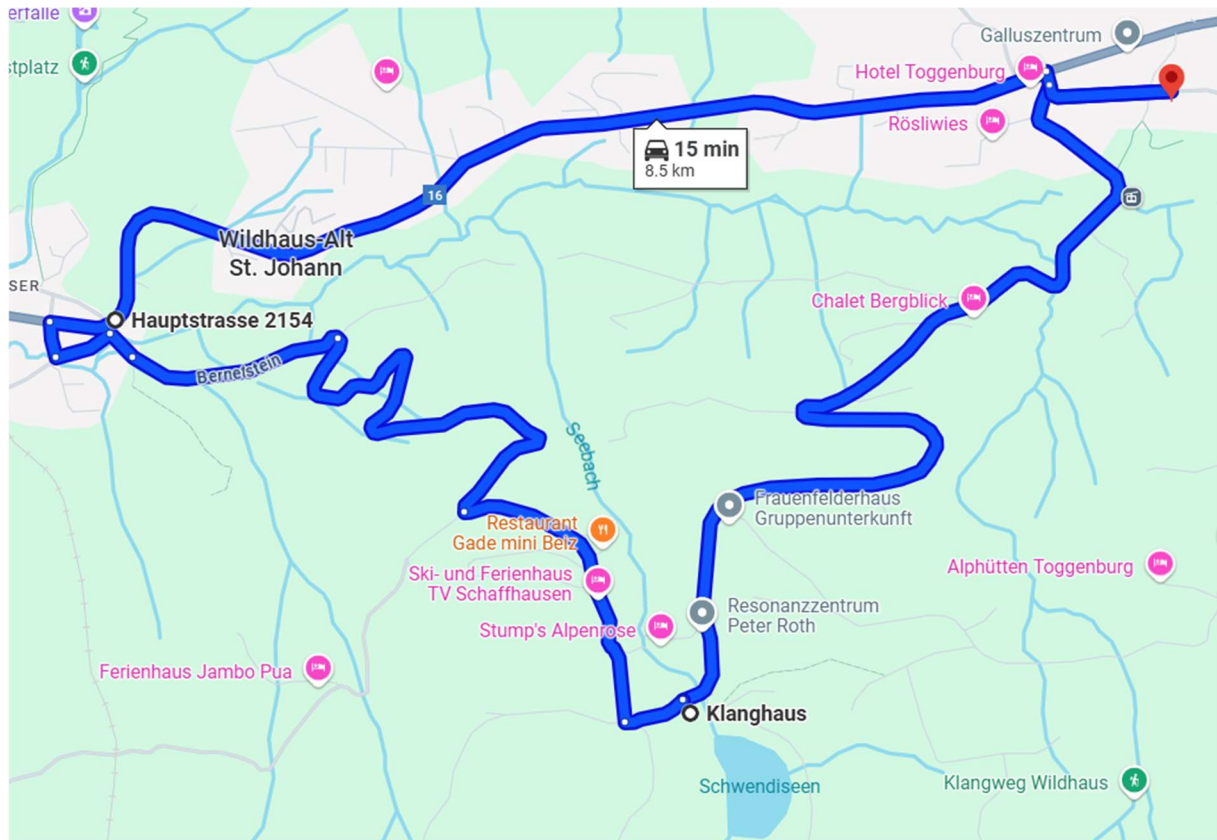 erfälle
Galluszentrum
stplatz
Hotel Toggenburg
Rösliwies
15 min
8.5 km
16
Wildhaus-Alt
St. Johann
SER
Chalet Bergblick
Hauptstrasse 2154
Berneistein
Seebach
Frauenfelderhaus
Gruppenunterkunft
Restaurant
Gade mini Beiz
Alphütten Toggenburg
Ski- und Ferienhaus
TV Schaffhausen
Resonanzzentrum
Peter Roth
Stump's Alpenrose
Ferienhaus Jambo Pua
Klanghaus
Schwendiseen
Klangweg Wildhaus